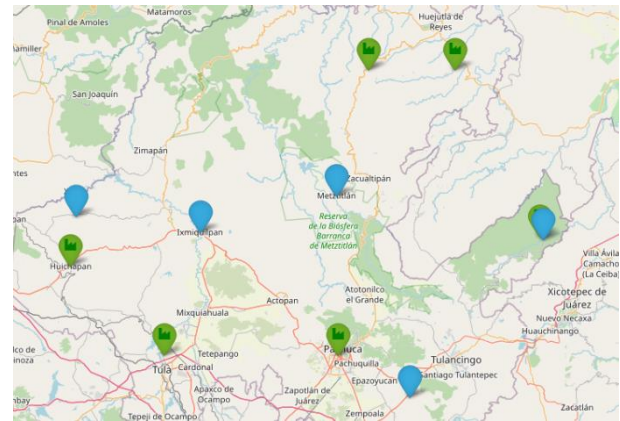 Matamoros
Pinal de Amoles
Huejutla de
Reyes
San Joaquín
Zimapán
Zacualtipán
Metztitlán
Reserva
de la Biósfera
Barranca
de Metztitlán
Ixmiquilpan
Huichapan
Villa Ávila
Camacho
(La Ceiba)
Atotonilco
el Grande
Actopan
Xicotepec de
Juárez
Mixquiahuala
Nuevo Necaxa
Huauchinango
Tetepango
Pachuca
Pachuquilla
Tulancingo
Tula
Cardonal
Epazoyucan
Santiago Tulantepec
Apaxco de
Ocampo
Zapotlán de
Juárez
Zempoala
Zacatlán
Tepeji de Ocampo